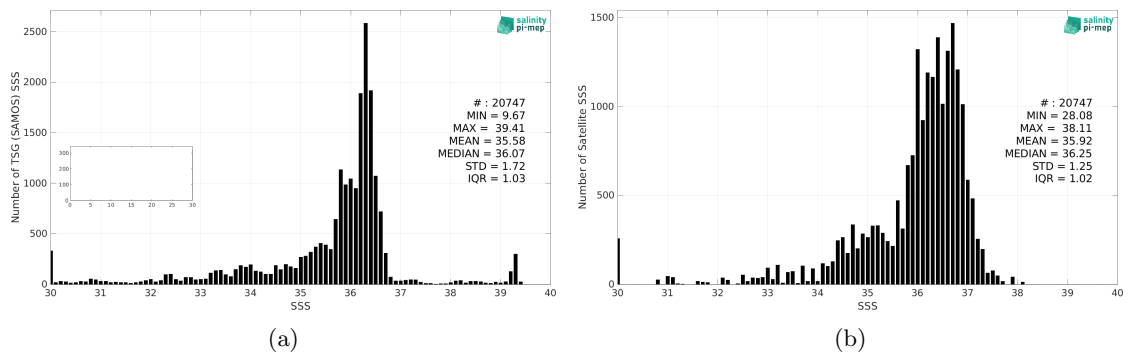 salinity
pi-mep
Number of TSG (SAMOS) SSS
2500
2000
1500
1000
500
0
# : 20747
MIN = 9.67
MAX = 39.41
MEAN = 35.58
MEDIAN = 36.07
STD = 1.72
IQR = 1.03
300
200
100
0
0 5 10 15 20 25 30
30 31 32 33 34 35 36 37 38 39 40
SSS
(a)
salinity
pi-mep
Number of Satellite SSS
1500
1000
500
0
# : 20747
MIN = 28.08
MAX = 38.11
MEAN = 35.92
MEDIAN = 36.25
STD = 1.25
IQR = 1.02
30 31 32 33 34 35 36 37 38 39 40
SSS
(b)